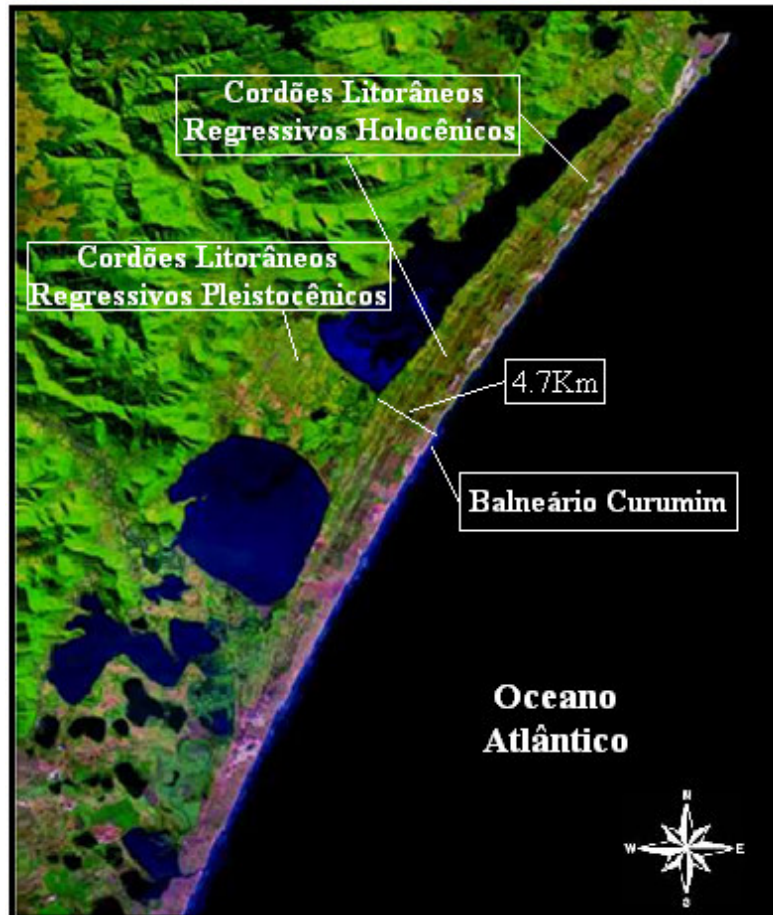 Cordões Litorâneos
Regressivos Holocênicos
Cordões Litorâneos
Regressivos Pleistocênicos
4.7Km
Balneário Curumim
Oceano
Atlântico
N
W
E
S